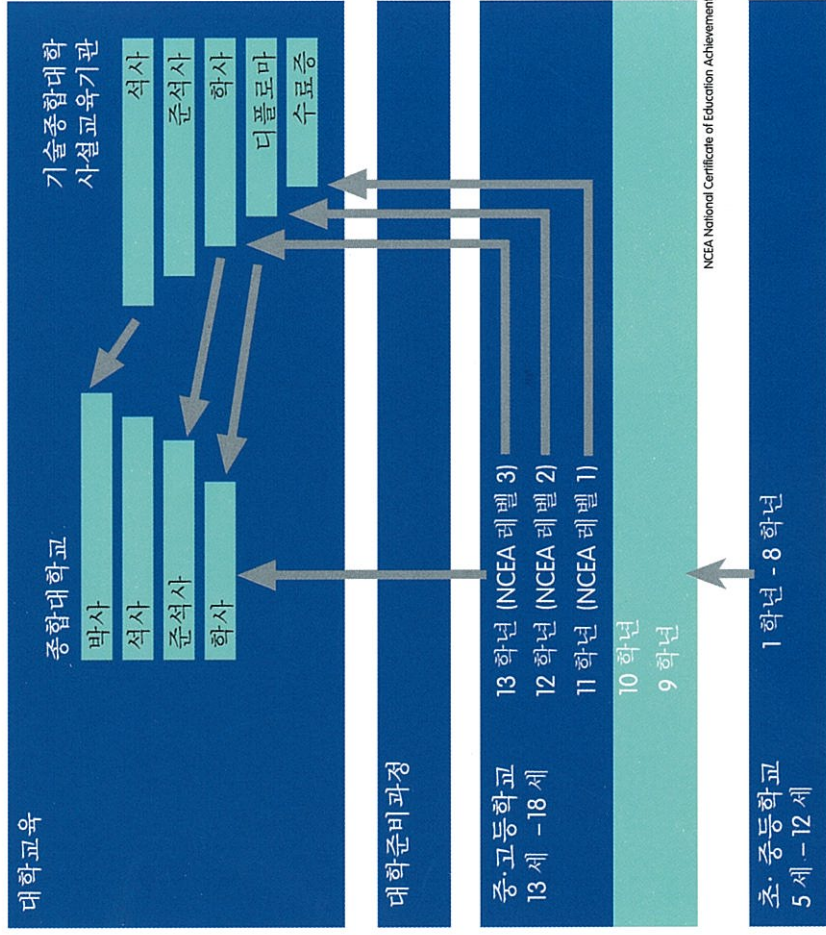 대학교육
종합대학교
박사
석사
준석사
학사
기술종합대학
사설교육기관
석사
준석사
학사
디플로마
수료증
대학준비과정
중·고등학교
13 세 -18 세
13 학년 (NCEA 레벨 3)
12 학년 (NCEA 레벨 2)
11 학년 (NCEA 레벨 1)
10 학년
9 학년
NCEA National Certificate of Education Achievement
초· 중등학교
5 세 - 12 세
1 학년 - 8 학년